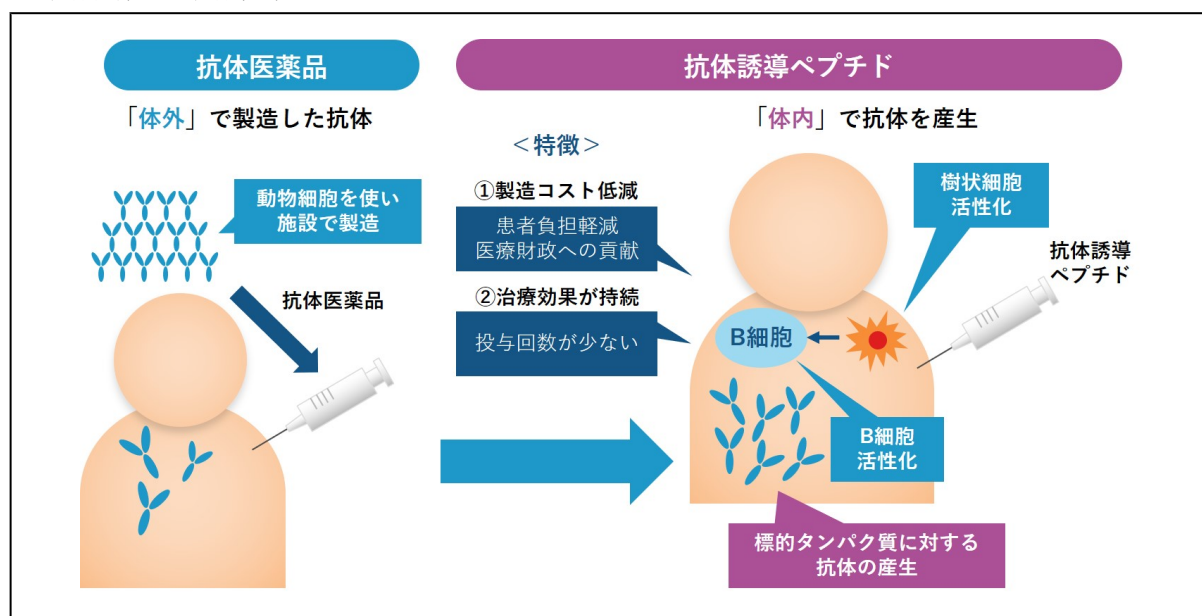 抗体医薬品
「体外」で製造した抗体
動物細胞を使い
施設で製造
抗体医薬品
抗体誘導ペプチド
「体内」で抗体を産生
＜特徴＞
①製造コスト低減
患者負担軽減
医療財政への貢献
②治療効果が持続
投与回数が少ない
樹状細胞
活性化
抗体誘導
ペプチド
B細胞
B細胞
活性化
標的タンパク質に対する
抗体の産生